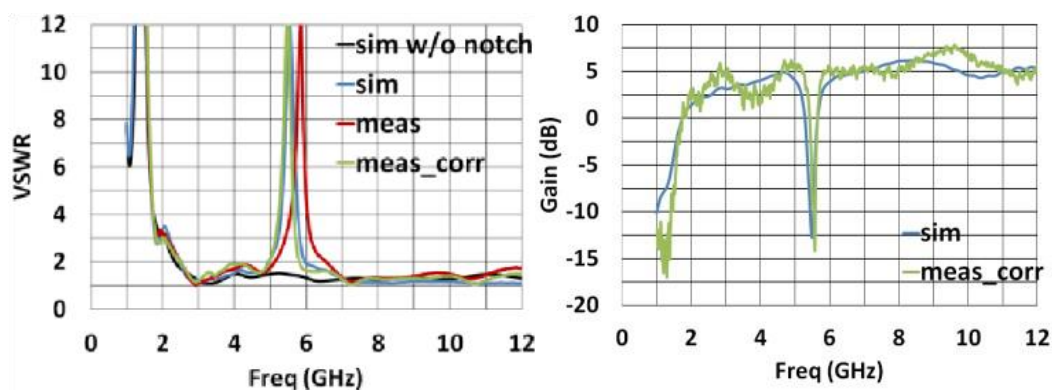 12
10
8
6
4
2
0
VSWR
0 2 4 6 8 10 12
Freq (GHz)
sim w/o notch
sim
meas
meas_corr
10
5
0
-5
-10
-15
-20
Gain (dB)
0 2 4 6 8 10 12
Freq (GHz)
sim
meas_corr